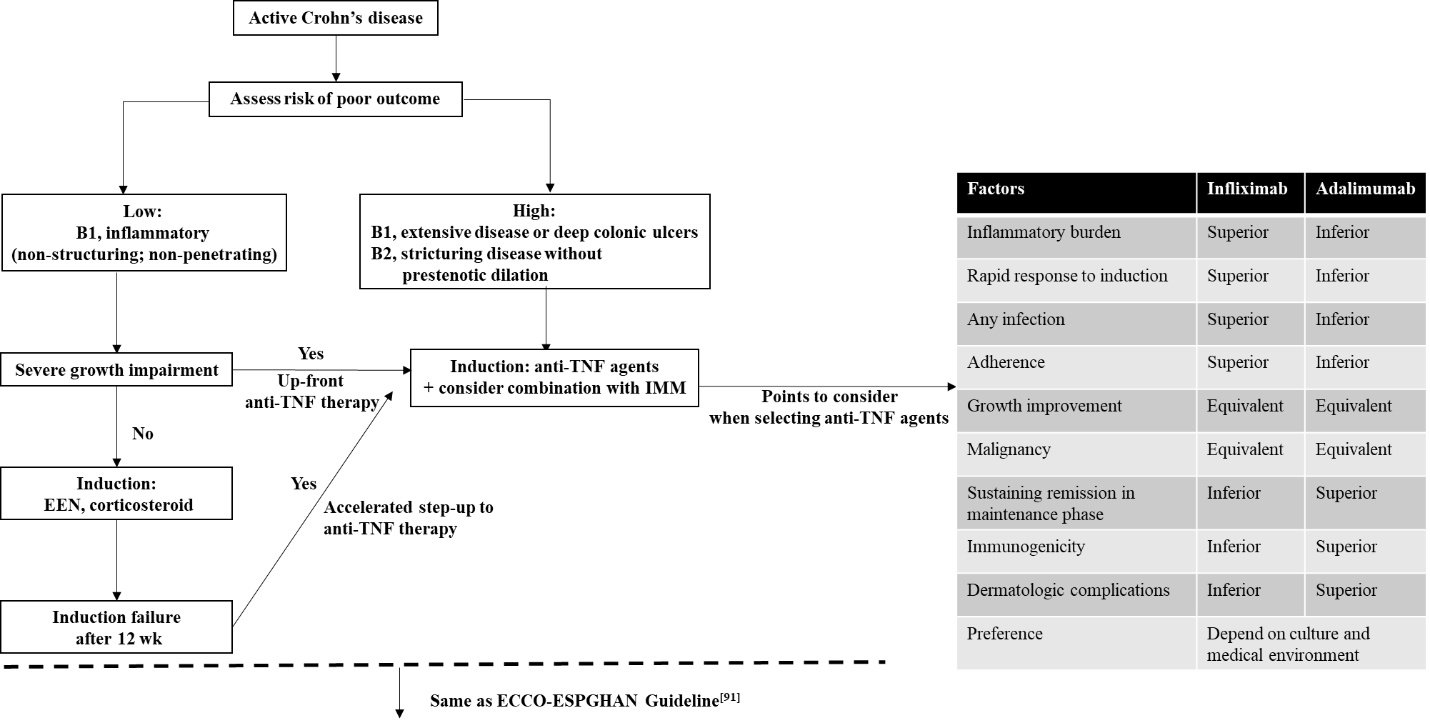 Active Crohn's disease
Assess risk of poor outcome
Low:
B1, inflammatory
(non-structuring; non-penetrating)
High:
B1, extensive disease or deep colonic ulcers
B2, stricturing disease without
prestenotic dilation
Severe growth impairment
Yes
Up-front
anti-TNF therapy
Induction: anti-TNF agents
+ consider combination with IMM
Points to consider
when selecting anti-TNF agents
No
Induction:
EEN, corticosteroid
Yes
Accelerated step-up to
anti-TNF therapy
Induction failure
after 12 wk
Same as ECCO-ESPGHAN Guideline[91]
Factors Infliximab Adalimumab
Inflammatory burden Superior Inferior
Rapid response to induction Superior Inferior
Any infection Superior Inferior
Adherence Superior Inferior
Growth improvement Equivalent Equivalent
Malignancy Equivalent Equivalent
Sustaining remission in Inferior Superior
maintenance phase
Immunogenicity Inferior Superior
Dermatologic complications Inferior Superior
Preference Depend on culture and
medical environment